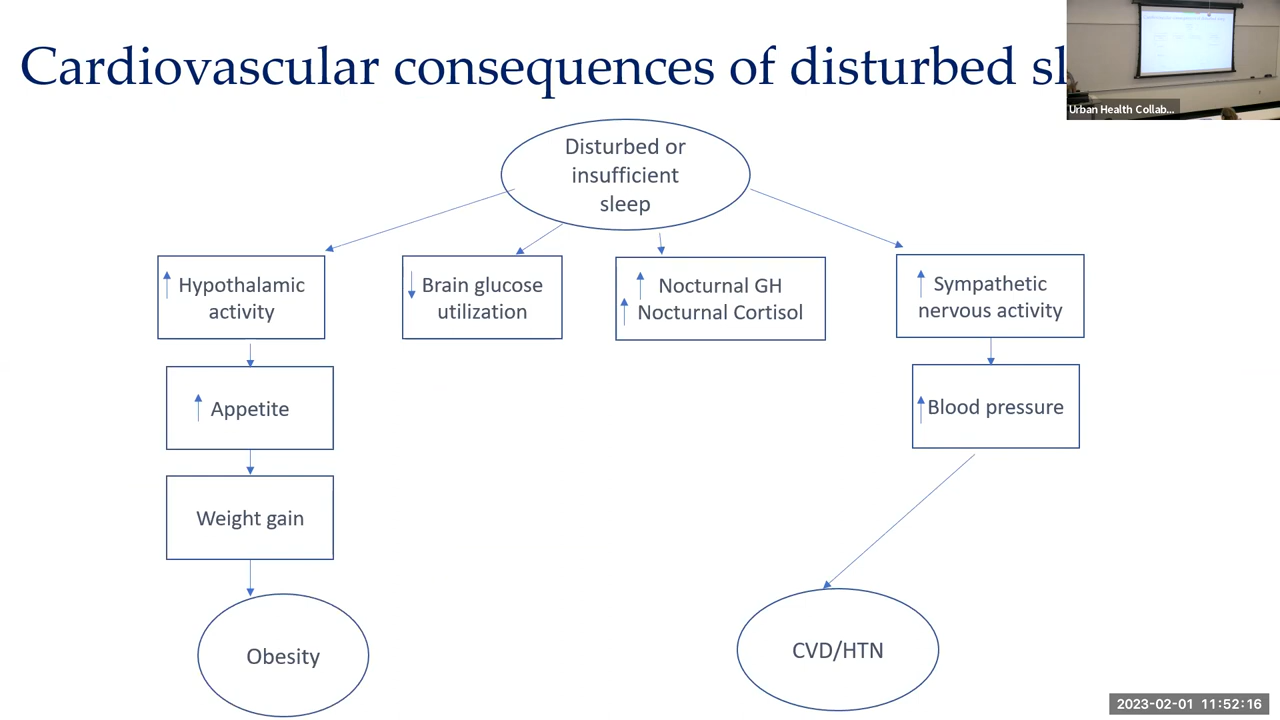 Cardiovascular consequences of disturbed sl
Urban Health Collab...
Disturbed or
insufficient
sleep
Hypothalamic
activity
Brain glucose
utilization
Nocturnal GH
Nocturnal Cortisol
Sympathetic
nervous activity
Appetite
Blood pressure
Weight gain
Obesity
CVD/HTN
2023-02-01 11:52:16